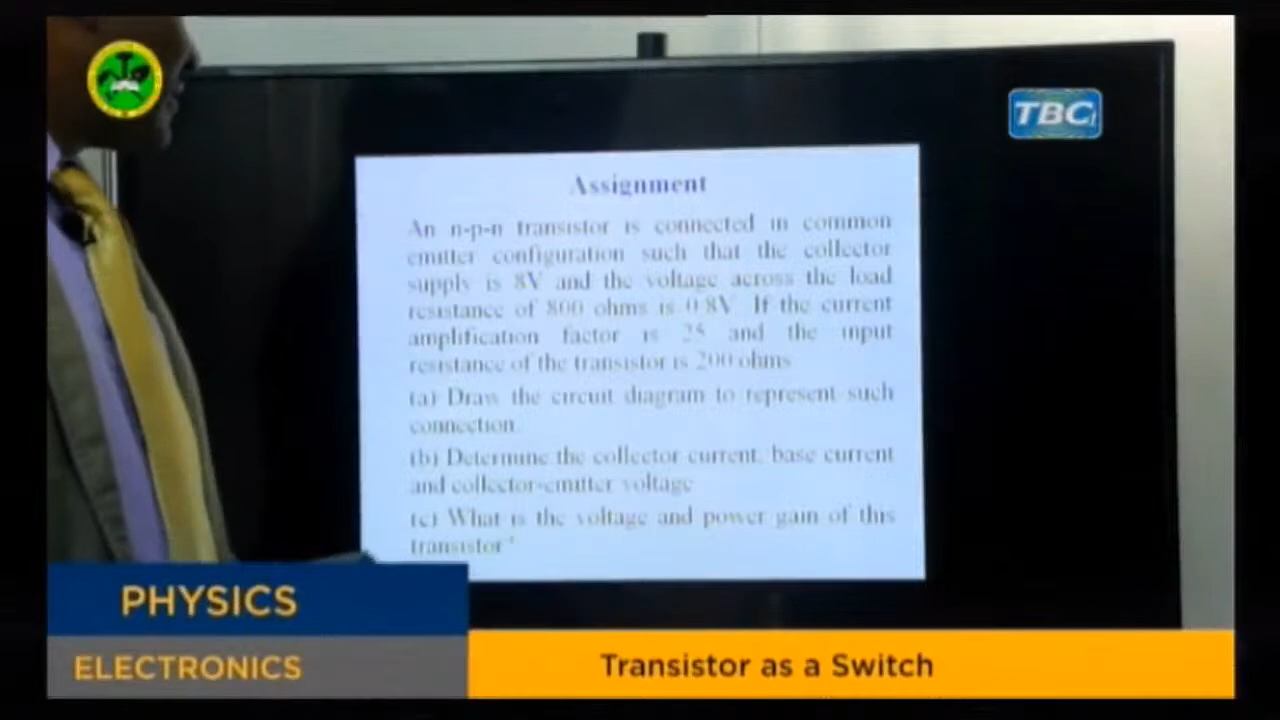 TBC1
Assignment
An n-p-n transistor is connected in common
emitter configuration such that the collector
supply is 8V and the voltage across the load
resistance of 800 ohms is 0.8V. If the current
amplification factor is 25 and the input
resistance of the transistor is 200 ohms
(a) Draw the circuit diagram to represent such
connection.
(b) Determine the collector current, base current
and collector-emitter voltage
(c) What is the voltage and power gain of this
transistor?
PHYSICS
ELECTRONICS
Transistor as a Switch